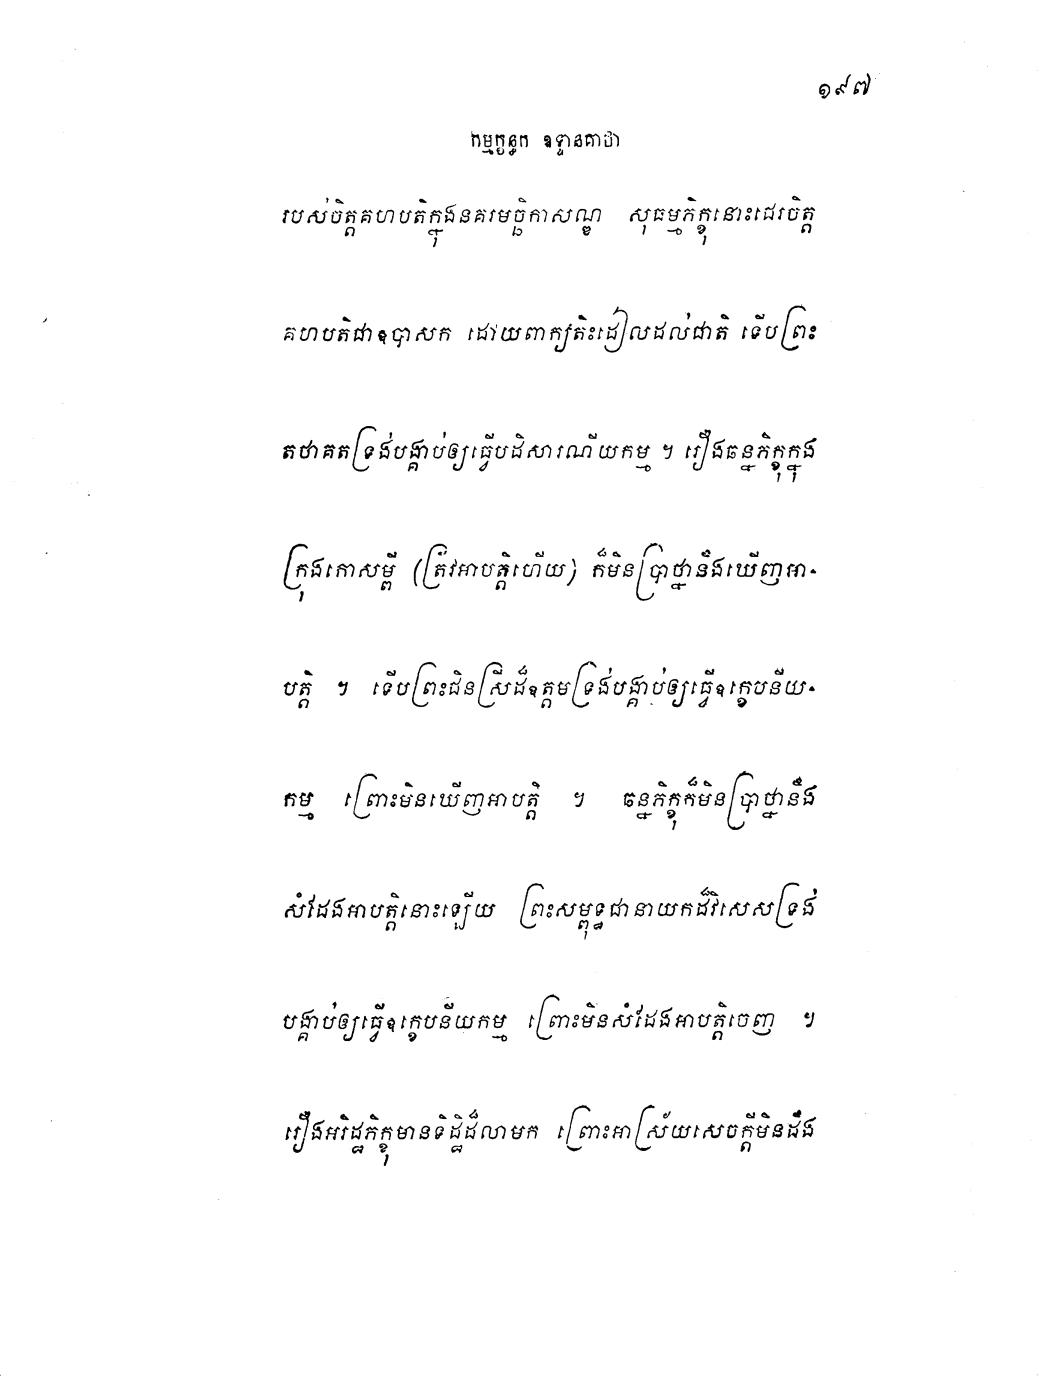 ១៩៧
កម្មក្ខន្ធក ឧទ្ទានគាថា
របស់ចិត្តគហបតិក្នុងនគរមច្ឆិកាសណ្ឌ សុធម្មភិក្ខុនោះជេរចិត្ត
គហបតិជាឧបាសក ដោយពាក្យតិះដៀលដល់ជាតិ ទើបព្រះ
តថាគតទ្រង់បង្គាប់ឲ្យធ្វើបដិសារណីយកម្ម ។ រឿងឆន្នភិក្ខុក្នុង
ក្រុងកោសម្ពី (ត្រូវអាបត្តិហើយ) ក៏មិនប្រាថ្នានឹងឃើញអា-
បត្តិ ។ ទើបព្រះជិនស្រីដ៏ឧត្តមទ្រង់បង្គាប់ឲ្យធ្វើឧក្ខេបនីយ-
កម្ម ព្រោះមិនឃើញអាបត្តិ ។ ឆន្នភិក្ខុក៏មិនប្រាថ្នានឹង
សំដែងអាបត្តិនោះឡើយ ព្រះសម្ពុទ្ធជានាយកដ៏វិសេសទ្រង់
បង្គាប់ឲ្យធ្វើឧក្ខេបនីយកម្ម ព្រោះមិនសំដែងអាបត្តិចេញ ។
រឿងអរិដ្ឋភិក្ខុមានទិដ្ឋិដ៏លាមក ព្រោះអាស្រ័យសេចក្តីមិនដឹង